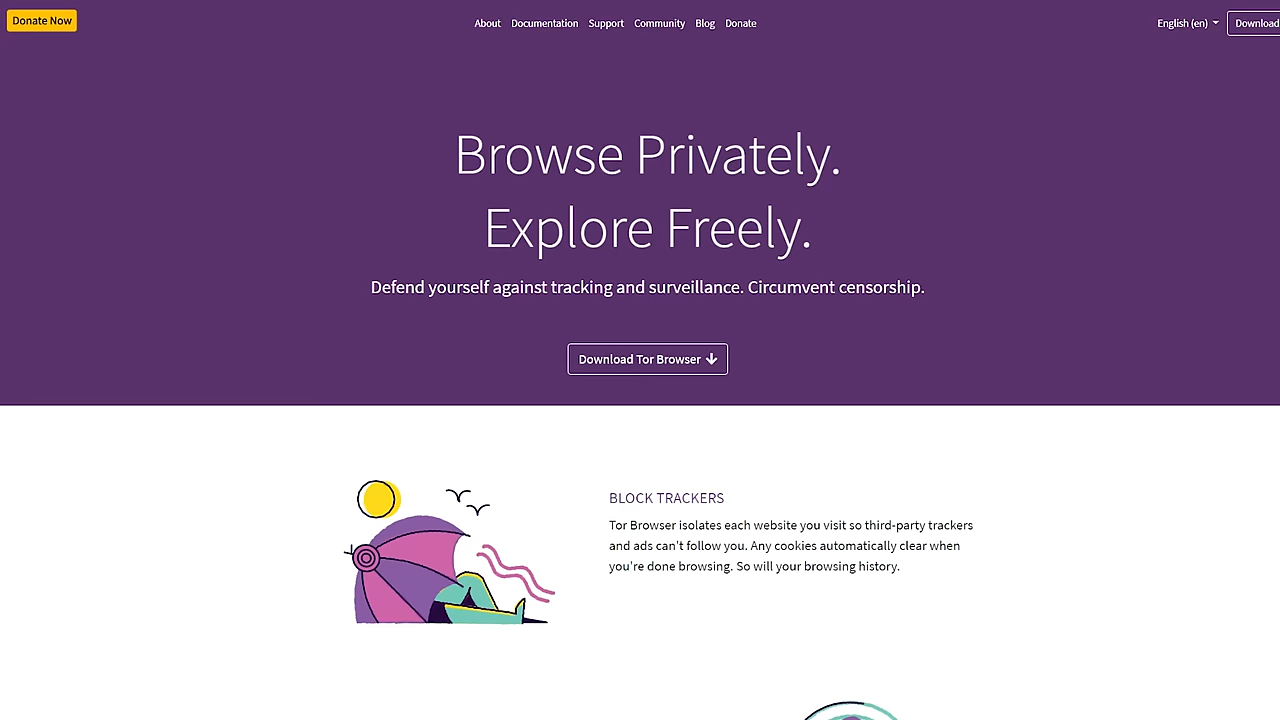 Donate Now
About Documentation Support Community Blog Donate
English (en)
Download
Browse Privately.
Explore Freely.
Defend yourself against tracking and surveillance. Circumvent censorship.
Download Tor Browser
BLOCK TRACKERS
Tor Browser isolates each website you visit so third-party trackers
and ads can't follow you. Any cookies automatically clear when
you're done browsing. So will your browsing history.